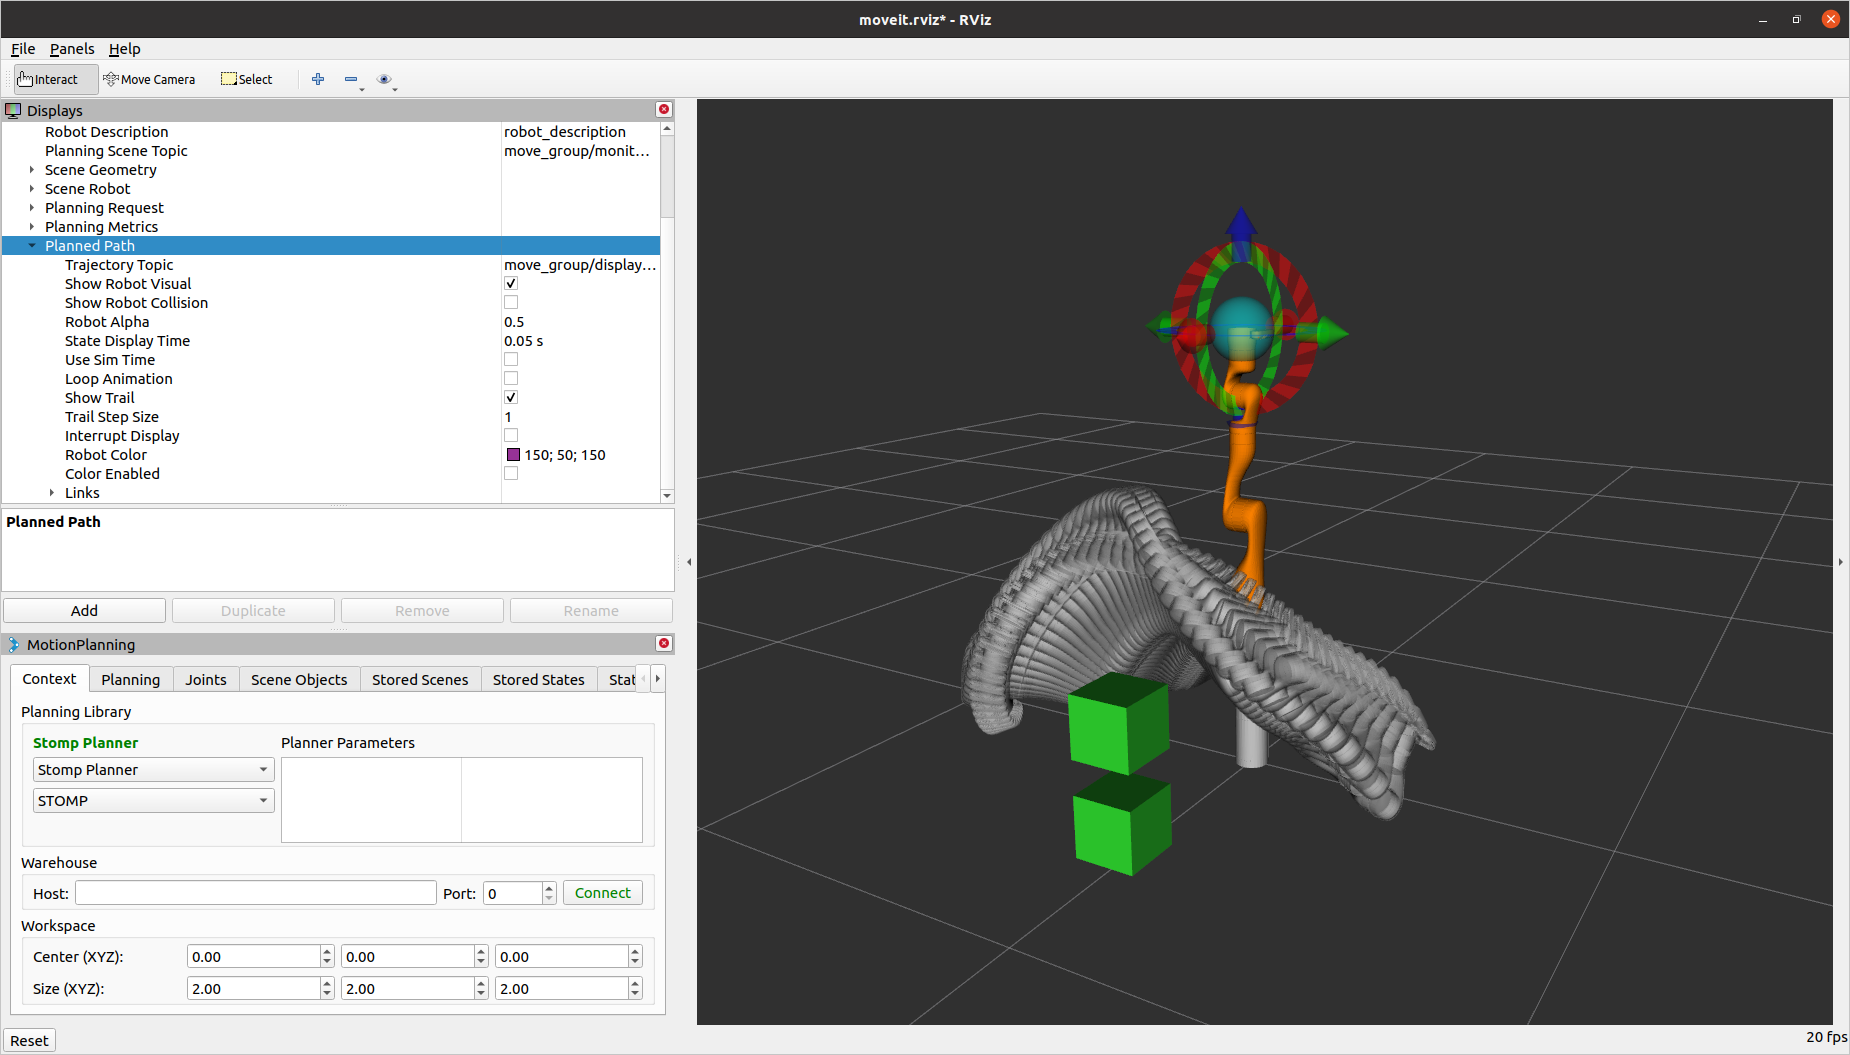 moveit.rviz* - RViz
File Panels Help
Interact Move Camera Select
Displays
Robot Description robot_description
Planning Scene Topic move_group/monit...
Scene Geometry
Scene Robot
Planning Request
Planning Metrics
Planned Path
Trajectory Topic move_group/display...
Show Robot Visual
Show Robot Collision
Robot Alpha 0.5
State Display Time 0.05 s
Use Sim Time
Loop Animation
Show Trail
Trail Step Size 1
Interrupt Display
Robot Color 150; 50; 150
Color Enabled
Links
Planned Path
Add Duplicate Remove Rename
MotionPlanning
Context Planning Joints Scene Objects Stored Scenes Stored States Stat
Planning Library
Stomp Planner Planner Parameters
Stomp Planner
STOMP
Warehouse
Host: Port: 0 Connect
Workspace
Center (XYZ): 0.00 0.00 0.00
Size (XYZ): 2.00 2.00 2.00
Reset 20 fps